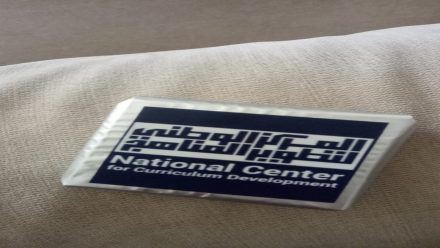 المركز الوطني
لتطوير المناهج
National Center
for Curriculum Development